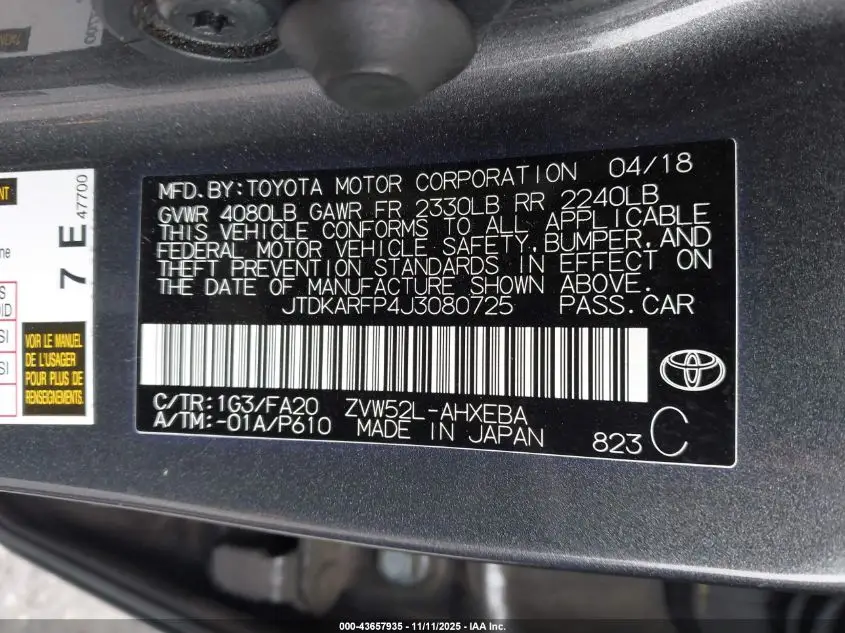 MFD.BY:TOYOTA MOTOR CORPORATION 04/18
GVWR 4080LB GAWR FR 2330LB RR 2240LB
THIS VEHICLE CONFORMS TO ALL APPLICABLE
FEDERAL MOTOR VEHICLE SAFETY,BUMPER,AND
THEFT PREVENTION STANDARDS IN EFFECT ON
THE DATE OF MANUFACTURE SHOWN ABOVE.
JTDKARFP4J3080725 PASS.CAR
C/TR:1G3/FA20 ZVW52L-AHXEBA
A/TM:-01A/P610 MADE IN JAPAN 823 C
7 E 47700
VOIR LE MANUEL
DE L'USAGER
POUR PLUS DE
RENSEIGNEMENTS.
000-43657935 - 11/11/2025 - IAA Inc.